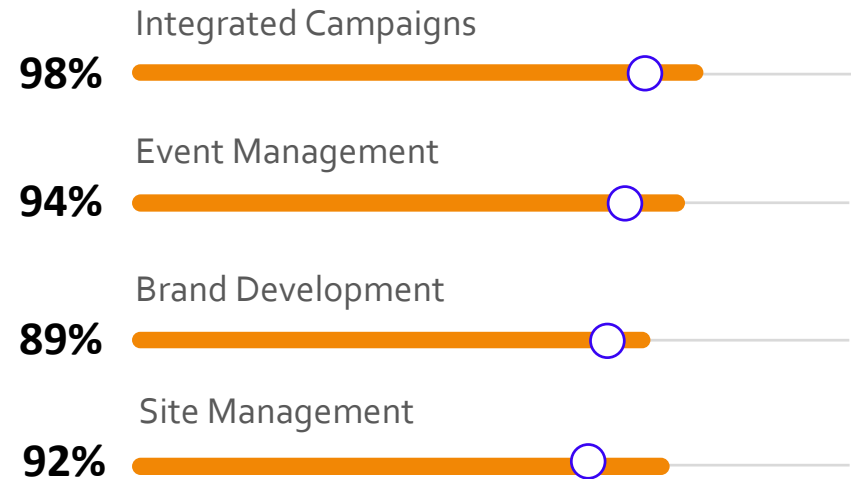 Integrated Campaigns
98%
Event Management
94%
Brand Development
89%
Site Management
92%